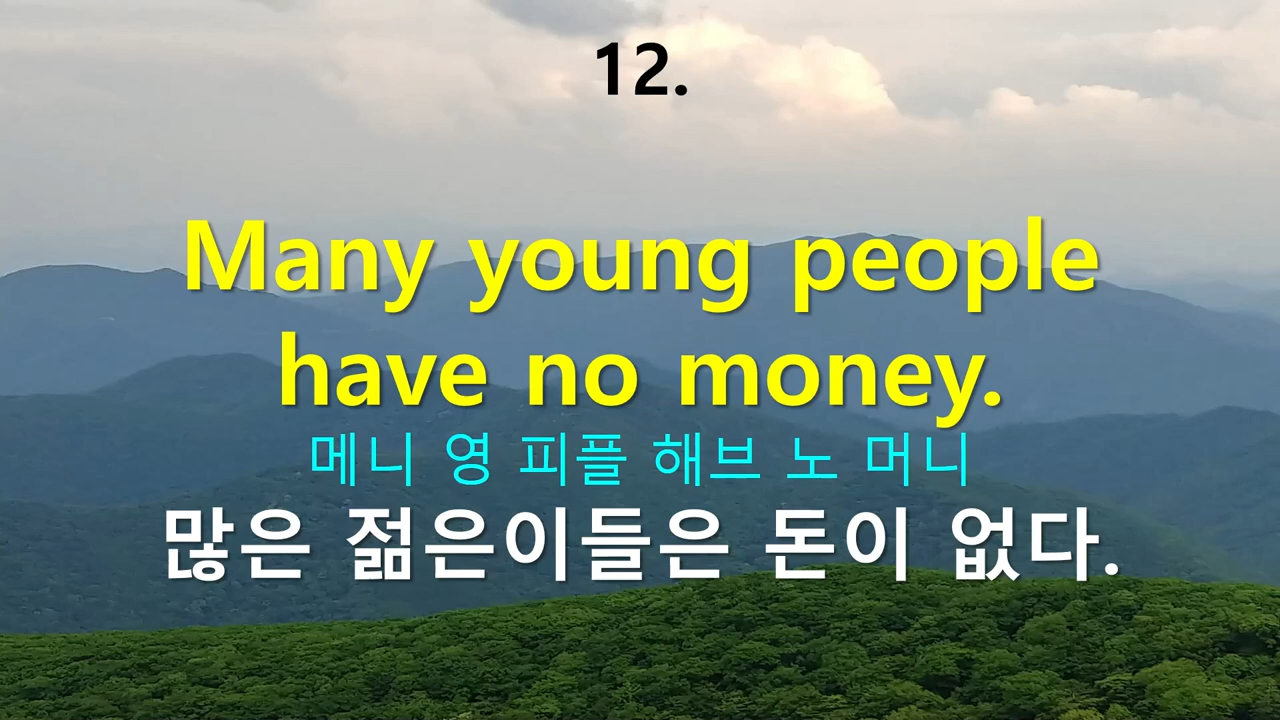 12.
Many young people
have no money.
메니 영 피플 해브 노 머니
많은 젊은이들은 돈이 없다.